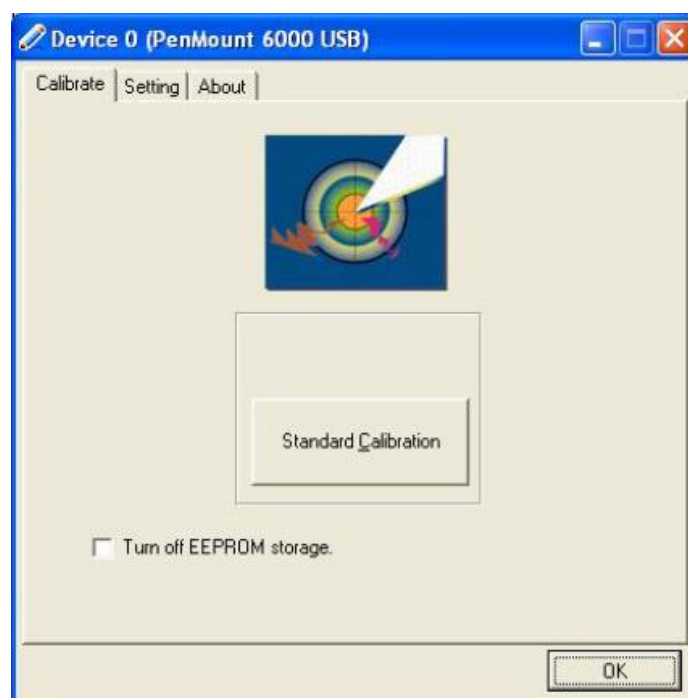 Device 0 (PenMount 6000 USB)
Calibrate Setting About
Standard Calibration
Turn off EEPROM storage.
OK